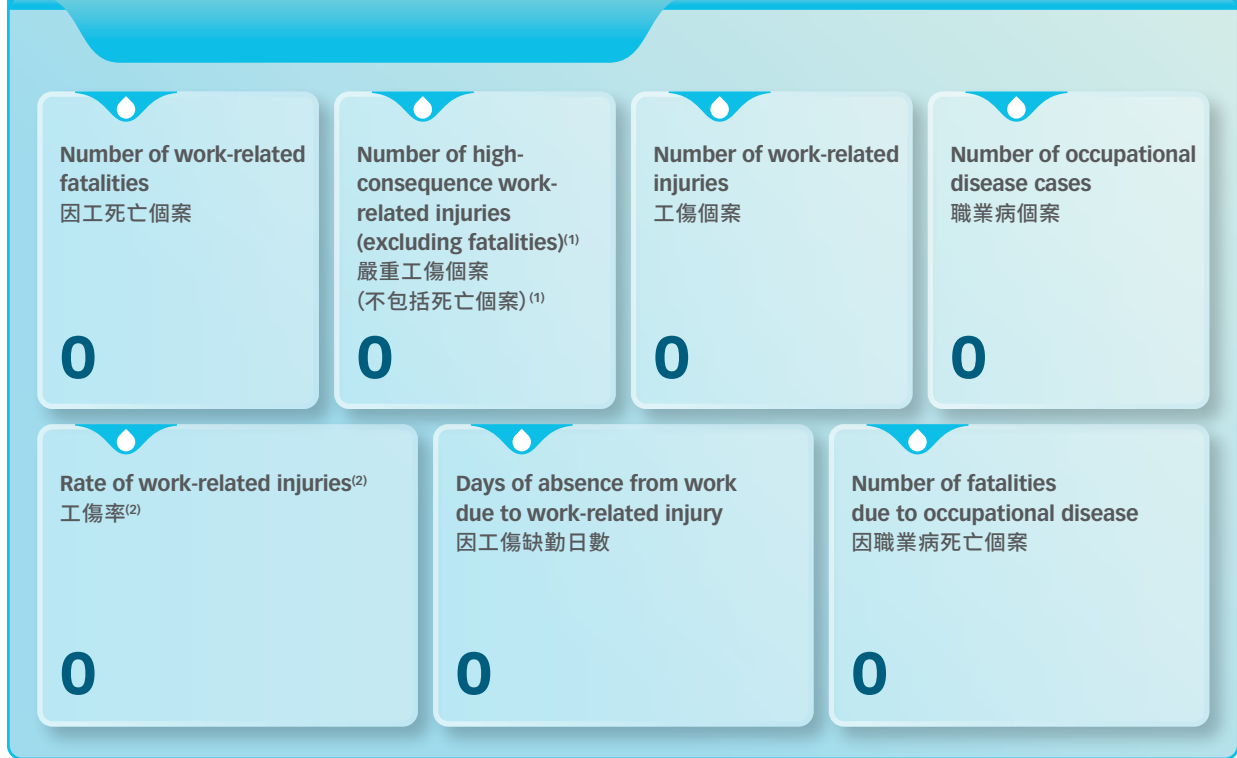 Number of work-related
fatalities
因工死亡個案
0
Number of high-
consequence work-
related injuries
(excluding fatalities)(1)
嚴重工傷個案
(不包括死亡個案)(1)
0
Number of work-related
injuries
工傷個案
0
Number of occupational
disease cases
職業病個案
0
Rate of work-related injuries(2)
工傷率(2)
0
Days of absence from work
due to work-related injury
因工傷缺勤日數
0
Number of fatalities
due to occupational disease
因職業病死亡個案
0